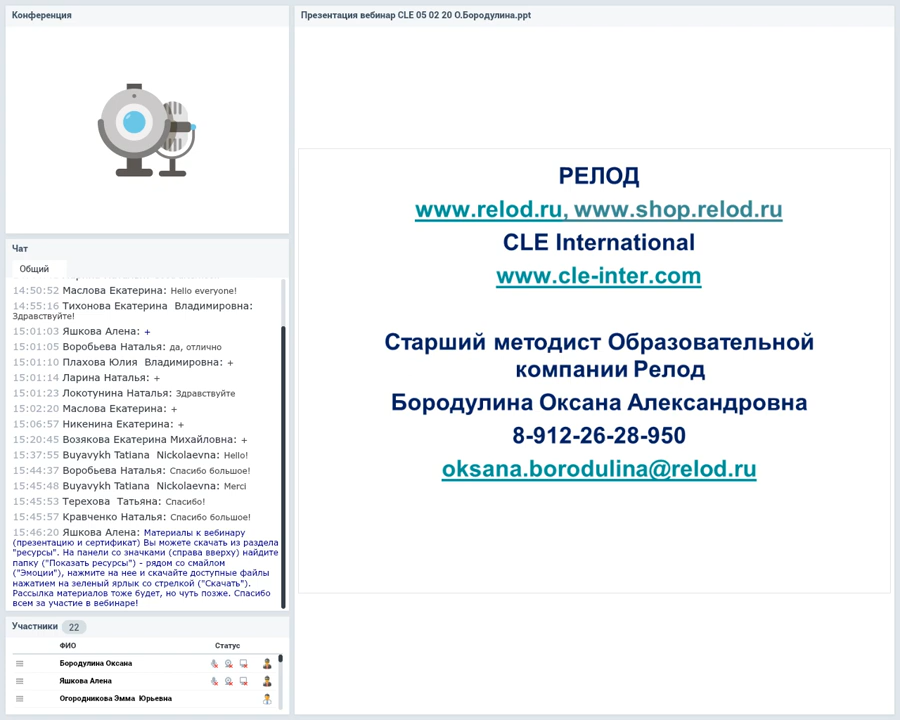 Конференция
Презентация вебинар CLE 05 02 20 О.Бородулина.ppt
РЕЛОД
www.relod.ru, www.shop.relod.ru
CLE International
www.cle-inter.com
Старший методист Образовательной
компании Релод
Бородулина Оксана Александровна
8-912-26-28-950
oksana.borodulina@relod.ru
Чат
Общий
14:50:52 Маслова Екатерина: Hello everyone!
14:55:16 Тихонова Екатерина Владимировна:
Здравствуйте!
15:01:03 Яшкова Алена: +
15:01:05 Воробьева Наталья: да, отлично
15:01:10 Плахова Юлия Владимировна: +
15:01:14 Ларина Наталья: +
15:01:23 Локотунина Наталья: Здравствуйте
15:02:20 Маслова Екатерина: +
15:06:57 Никенина Екатерина: +
15:20:45 Возякова Екатерина Михайловна: +
15:37:55 Buyavykh Tatiana Nickolaevna: Hello!
15:44:37 Воробьева Наталья: Спасибо большое!
15:45:48 Buyavykh Tatiana Nickolaevna: Merci
15:45:53 Терехова Татьяна: Спасибо!
15:45:57 Кравченко Наталья: Спасибо большое!
15:46:20 Яшкова Алена: Материалы к вебинару
(презентацию и сертификат) Вы можете скачать из раздела
"ресурсы". На панели со значками (справа вверху) найдите
папку ("Показать ресурсы") - рядом со смайлом
("Эмоции"), нажмите на нее и скачайте доступные файлы
нажатием на зеленый ярлык со стрелкой ("Скачать").
Рассылка материалов тоже будет, но чуть позже. Спасибо
всем за участие в вебинаре!
Участники 22
ФИО Статус
Бородулина Оксана
Яшкова Алена
Огородникова Эмма Юрьевна